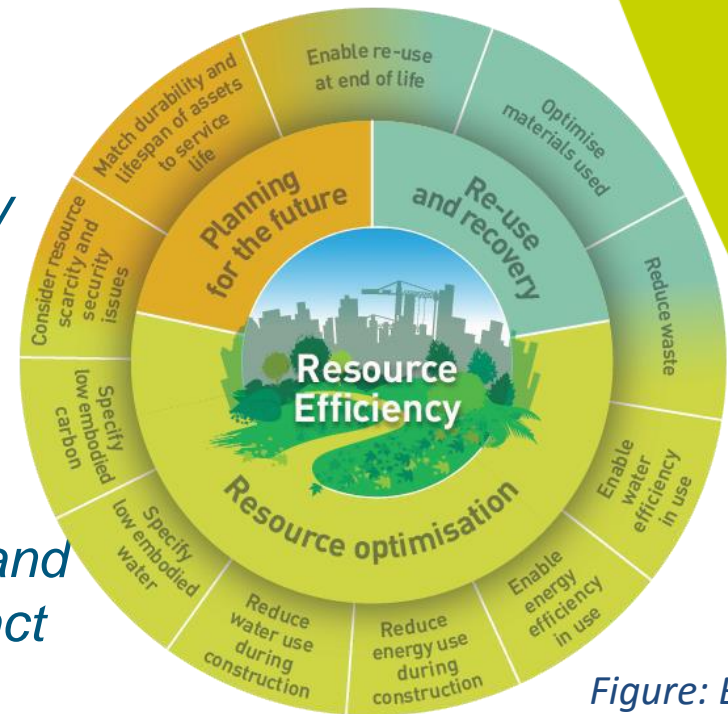 Enable re-use
at end of life
Optimise
materials used
Reduce waste
Enable
water
efficiency
in use
Enable
energy
efficiency
in use
Reduce
energy use
during
construction
Reduce
water use
during
construction
Specify
low embodied
water
Specify
low embodied
carbon
Consider resource
scarcity and
security
issues
Match durability and
lifespan of assets
to service
life
Planning
for the future
Re-use
and recovery
Resource optimisation
Resource
Efficiency
and
Figure: